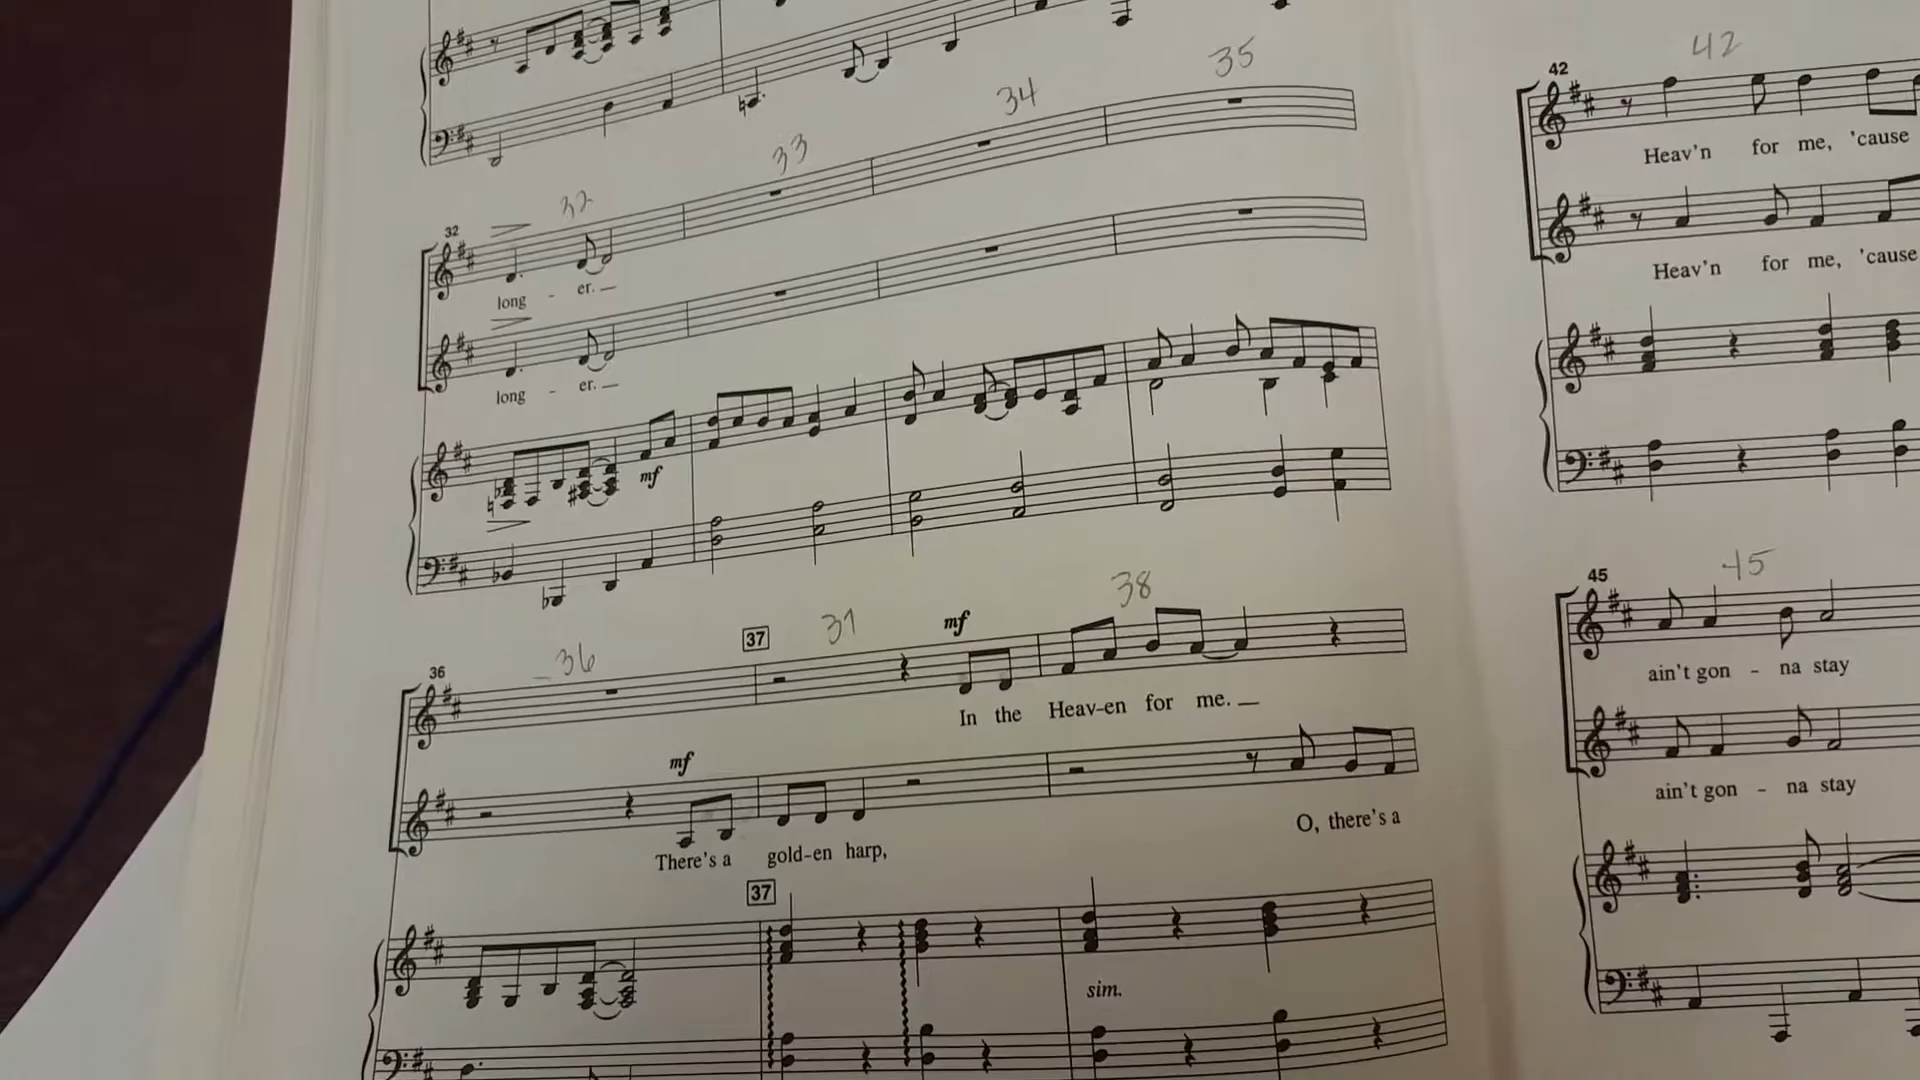 35
34
33
32
32
long - er.
long - er.
mf
37
37
mf
38
36
36
In the Heav-en for me.
mf
There's a gold-en harp,
O, there's a
37
sim.
42
42
Heav'n for me, 'cause
Heav'n for me, 'cause
45
45
ain't gon - na stay
ain't gon - na stay